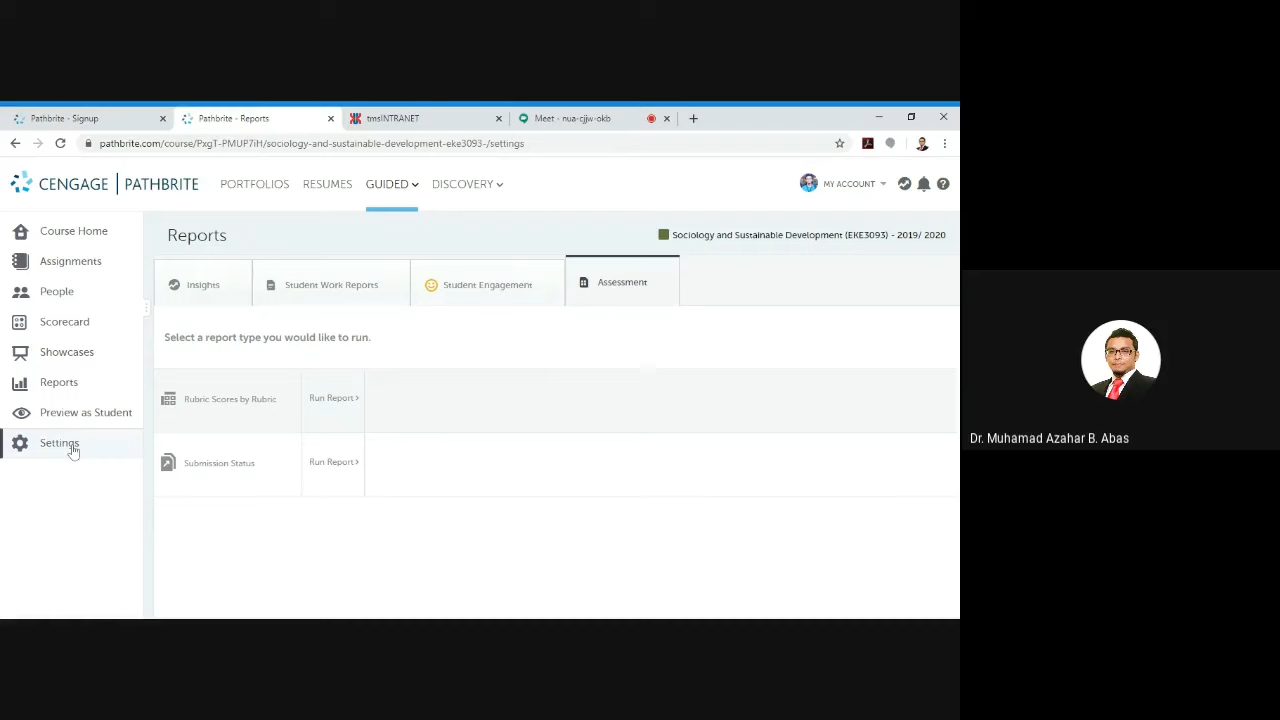 Pathbrite - Signup
Pathbrite - Reports
tmsINTRANET
Meet - nua-cjjw-okb
pathbrite.com/course/PxgT-PMUP7iH/sociology-and-sustainable-development-eke3093-/settings
CENGAGE | PATHBRITE
PORTFOLIOS
RESUMES
GUIDED
DISCOVERY
MY ACCOUNT
Course Home
Assignments
People
Scorecard
Showcases
Reports
Preview as Student
Settings
Reports
Sociology and Sustainable Development (EKE3093) - 2019/ 2020
Insights
Student Work Reports
Student Engagement
Assessment
Select a report type you would like to run.
Rubric Scores by Rubric
Run Report>
Submission Status
Run Report>
Dr. Muhamad Azahar B. Abas